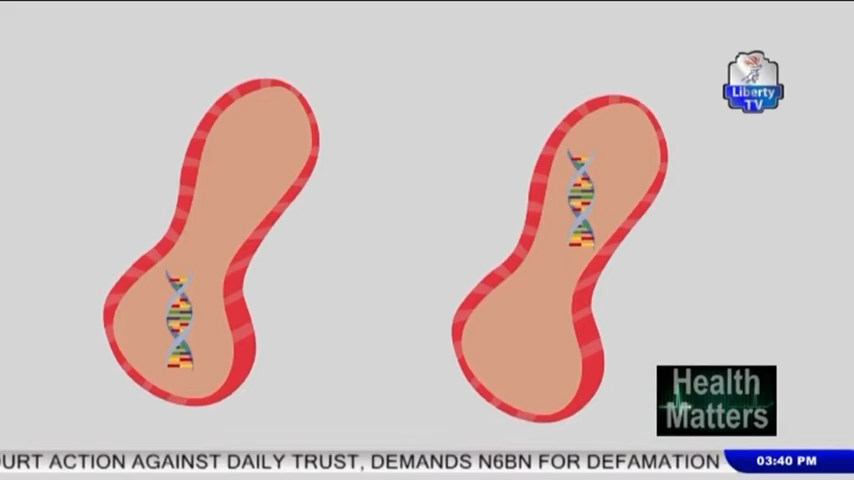 Liberty
TV
Health
Matters
URT ACTION AGAINST DAILY TRUST, DEMANDS N6BN FOR DEFAMATION
03:40 PM